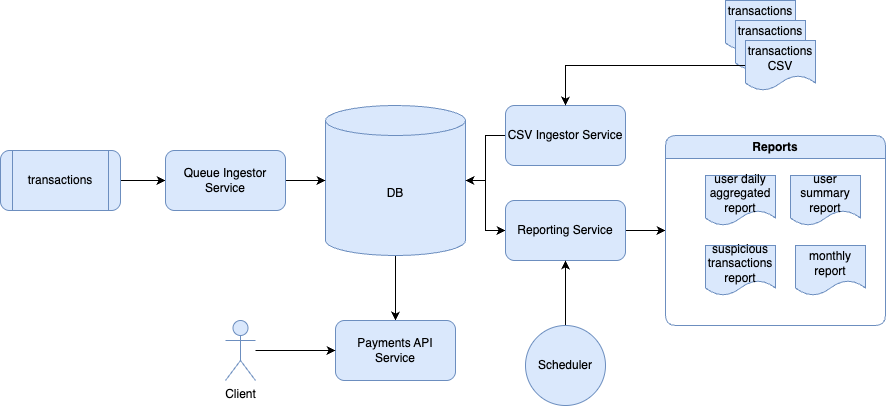 transactions
transactions
transactions
CSV
CSV Ingestor Service
Reports
transactions
Queue Ingestor
Service
DB
user daily
aggregated
report
user
summary
report
Reporting Service
suspicious
transactions
report
monthly
report
Payments API
Service
Scheduler
Client